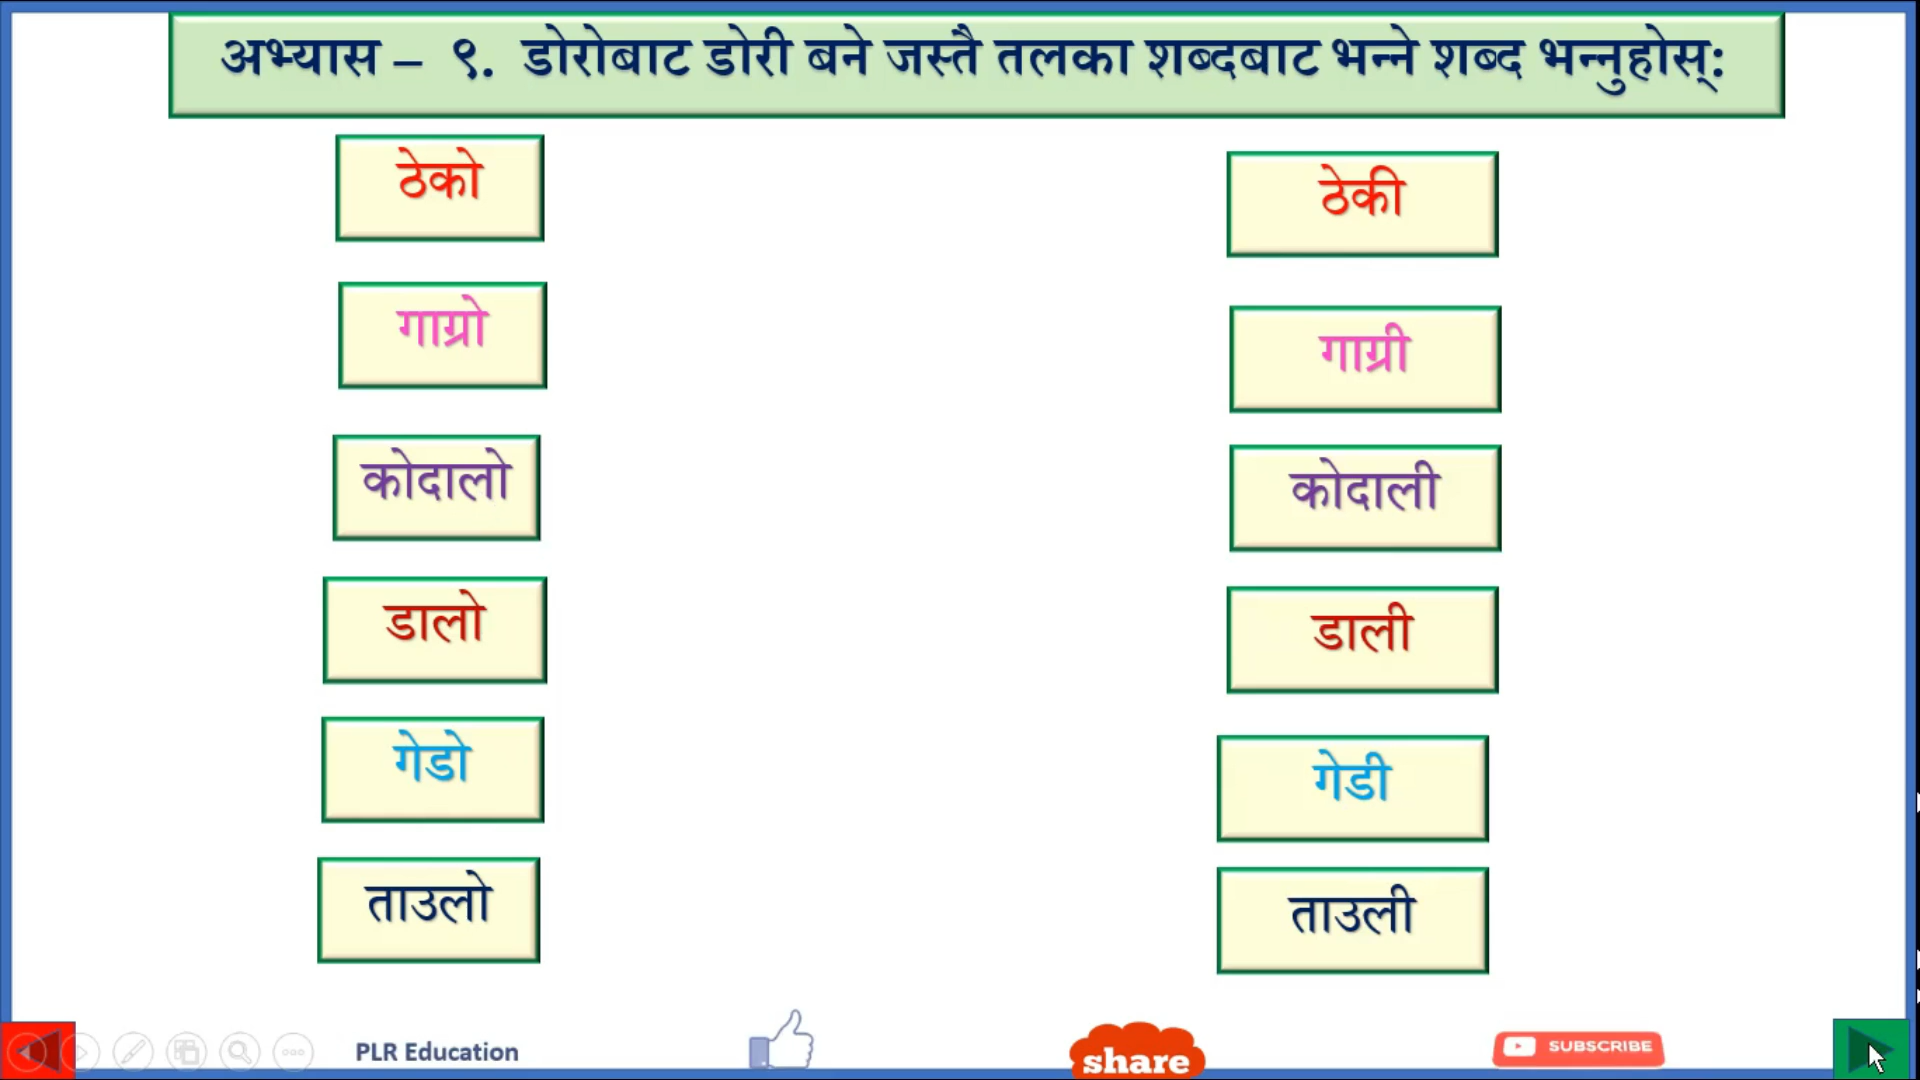 अभ्यास – ९. डोरोबाट डोरी बने जस्तै तलका शब्दबाट भन्ने शब्द भन्नुहोस्:
ठेको
ठेकी
गाग्रो
गाग्री
कोदालो
कोदाली
डालो
डाली
गेडो
गेडी
ताउलो
ताउली
PLR Education
share
SUBSCRIBE